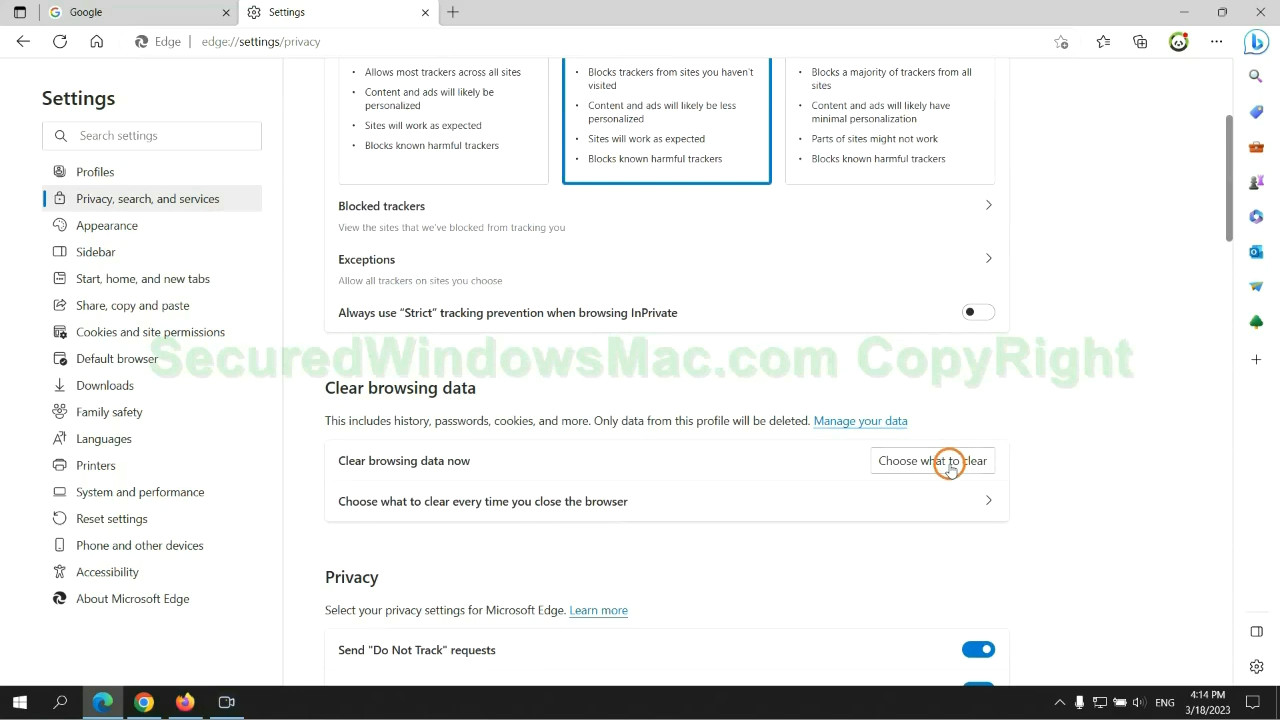 Google
Settings
Edge
edge://settings/privacy
Settings
Search settings
Profiles
Privacy, search, and services
Appearance
Sidebar
Start, home, and new tabs
Share, copy and paste
Cookies and site permissions
Default browser
Downloads
Family safety
Languages
Printers
System and performance
Reset settings
Phone and other devices
Accessibility
About Microsoft Edge
• Allows most trackers across all sites
• Content and ads will likely be
personalized
• Sites will work as expected
• Blocks known harmful trackers
• Blocks trackers from sites you haven't
visited
• Content and ads will likely be less
personalized
• Sites will work as expected
• Blocks known harmful trackers
• Blocks a majority of trackers from all
sites
• Content and ads will likely have
minimal personalization
• Parts of sites might not work
• Blocks known harmful trackers
Blocked trackers
View the sites that we've blocked from tracking you
Exceptions
Allow all trackers on sites you choose
Always use “Strict” tracking prevention when browsing InPrivate
SecuredWindowsMac.com CopyRight
Clear browsing data
This includes history, passwords, cookies, and more. Only data from this profile will be deleted. Manage your data
Clear browsing data now
Choose what to clear
Choose what to clear every time you close the browser
Privacy
Select your privacy settings for Microsoft Edge. Learn more
Send "Do Not Track" requests
ENG
4:14 PM
3/18/2023